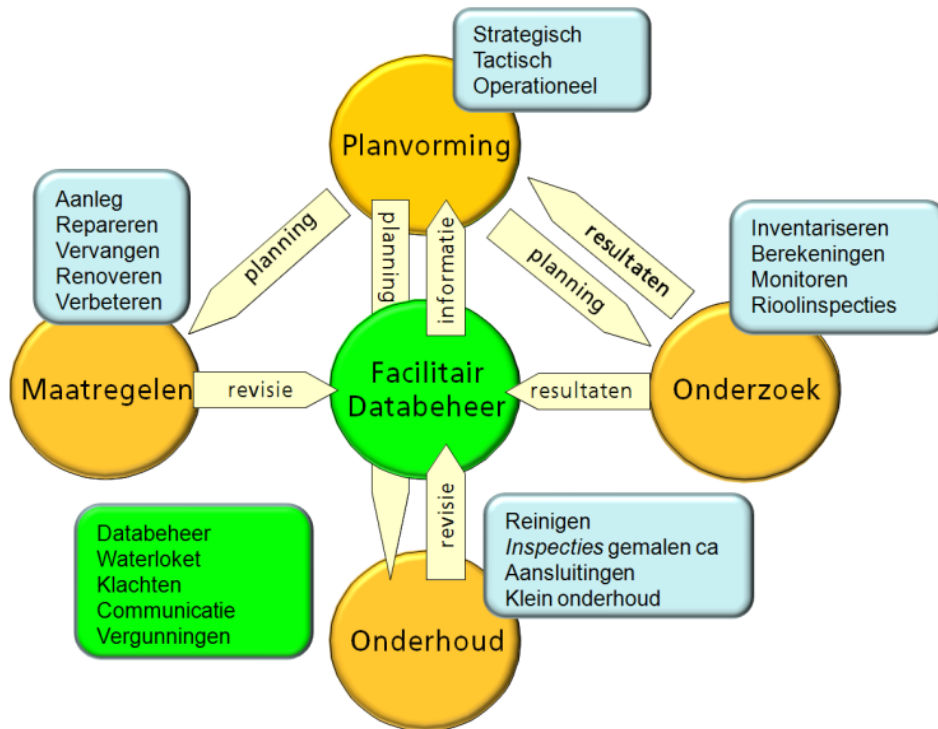 Strategisch
Tactisch
Operationeel
Planvorming
Aanleg
Repareren
Vervangen
Renoveren
Verbeteren
planning
planning
informatie
resultaten
planning
Inventariseren
Berekeningen
Monitoren
Rioolinspecties
Maatregelen
revisie
Facilitair
Databeheer
resultaten
Onderzoek
Databeheer
Waterloket
Klachten
Communicatie
Vergunningen
revisie
Reinigen
Inspecties gemalen ca
Aansluitingen
Klein onderhoud
Onderhoud